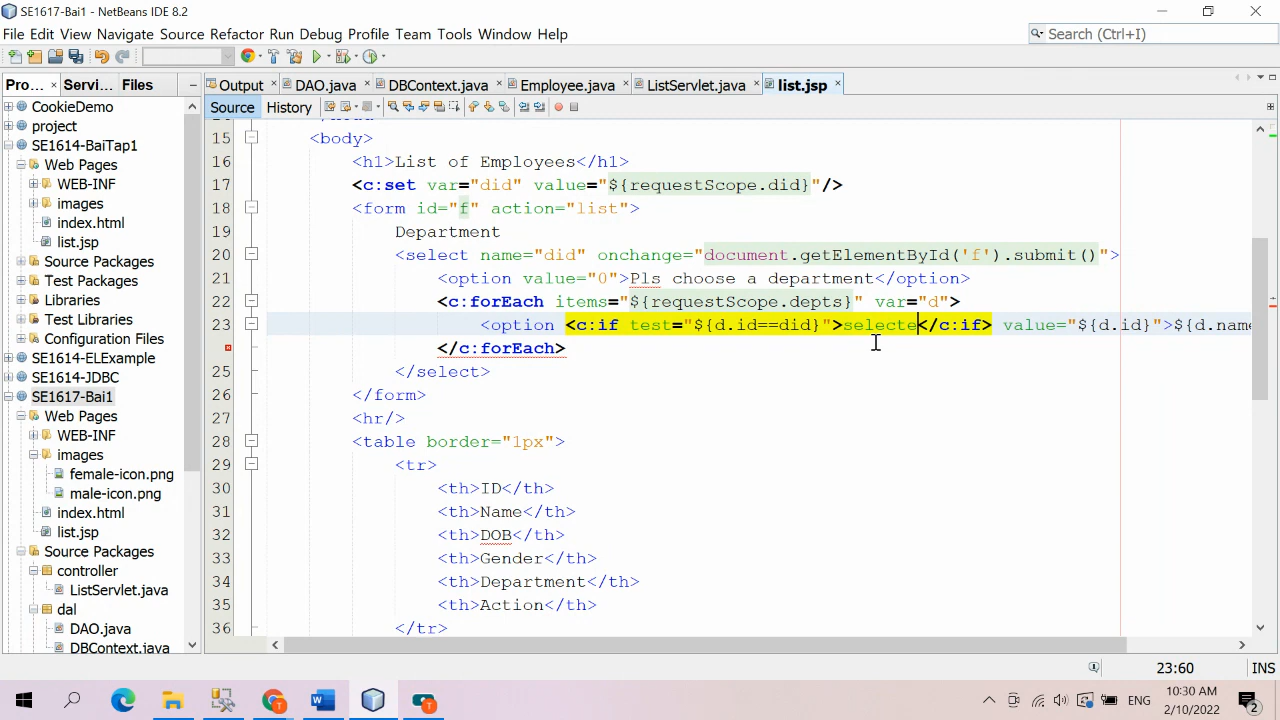 SE1617-Bai1 - NetBeans IDE 8.2
File Edit View Navigate Source Refactor Run Debug Profile Team Tools Window Help
Search (Ctrl+I)
Pro... Servi... Files
Output DAO.java DBContext.java Employee.java ListServlet.java list.jsp
Source History
CookieDemo
project
SE1614-BaiTap1
Web Pages
WEB-INF
images
index.html
list.jsp
Source Packages
Test Packages
Libraries
Test Libraries
Configuration Files
SE1614-ELExample
SE1614-JDBC
SE1617-Bai1
Web Pages
WEB-INF
images
female-icon.png
male-icon.png
index.html
list.jsp
Source Packages
controller
ListServlet.java
dal
DAO.java
DBContext.java
15 <body>
16 <h1>List of Employees</h1>
17 <c:set var="did" value="${requestScope.did}"/>
18 <form id="f" action="list">
19 Department
20 <select name="did" onchange="document.getElementById('f').submit()">
21 <option value="0">Pls choose a department</option>
22 <c:forEach items="${requestScope.depts}" var="d">
23 <option <c:if test="${d.id==did}">selecte</c:if> value="${d.id}">${d.name
</c:forEach>
25 </select>
26 </form>
27 <hr/>
28 <table border="1px">
29 <tr>
30 <th>ID</th>
31 <th>Name</th>
32 <th>DOB</th>
33 <th>Gender</th>
34 <th>Department</th>
35 <th>Action</th>
36 </tr>
23:60 INS
ENG
10:30 AM
2/10/2022
2